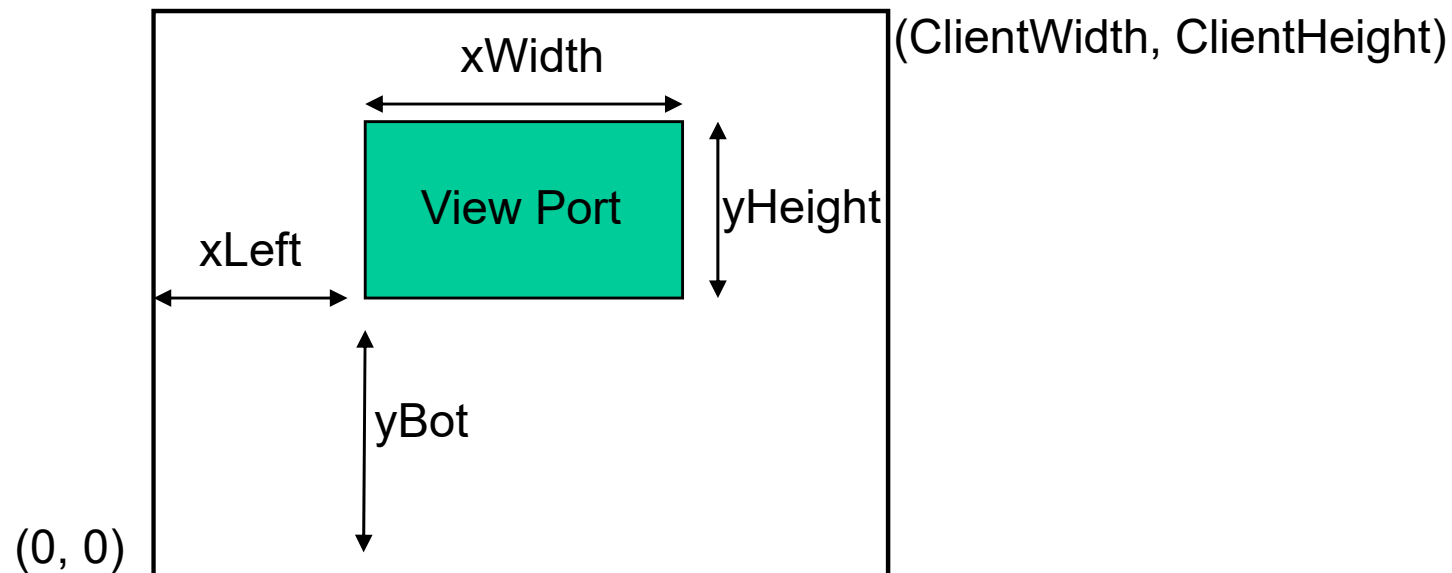 (ClientWidth, ClientHeight)
xWidth
View Port
yHeight
xLeft
yBot
(0, 0)